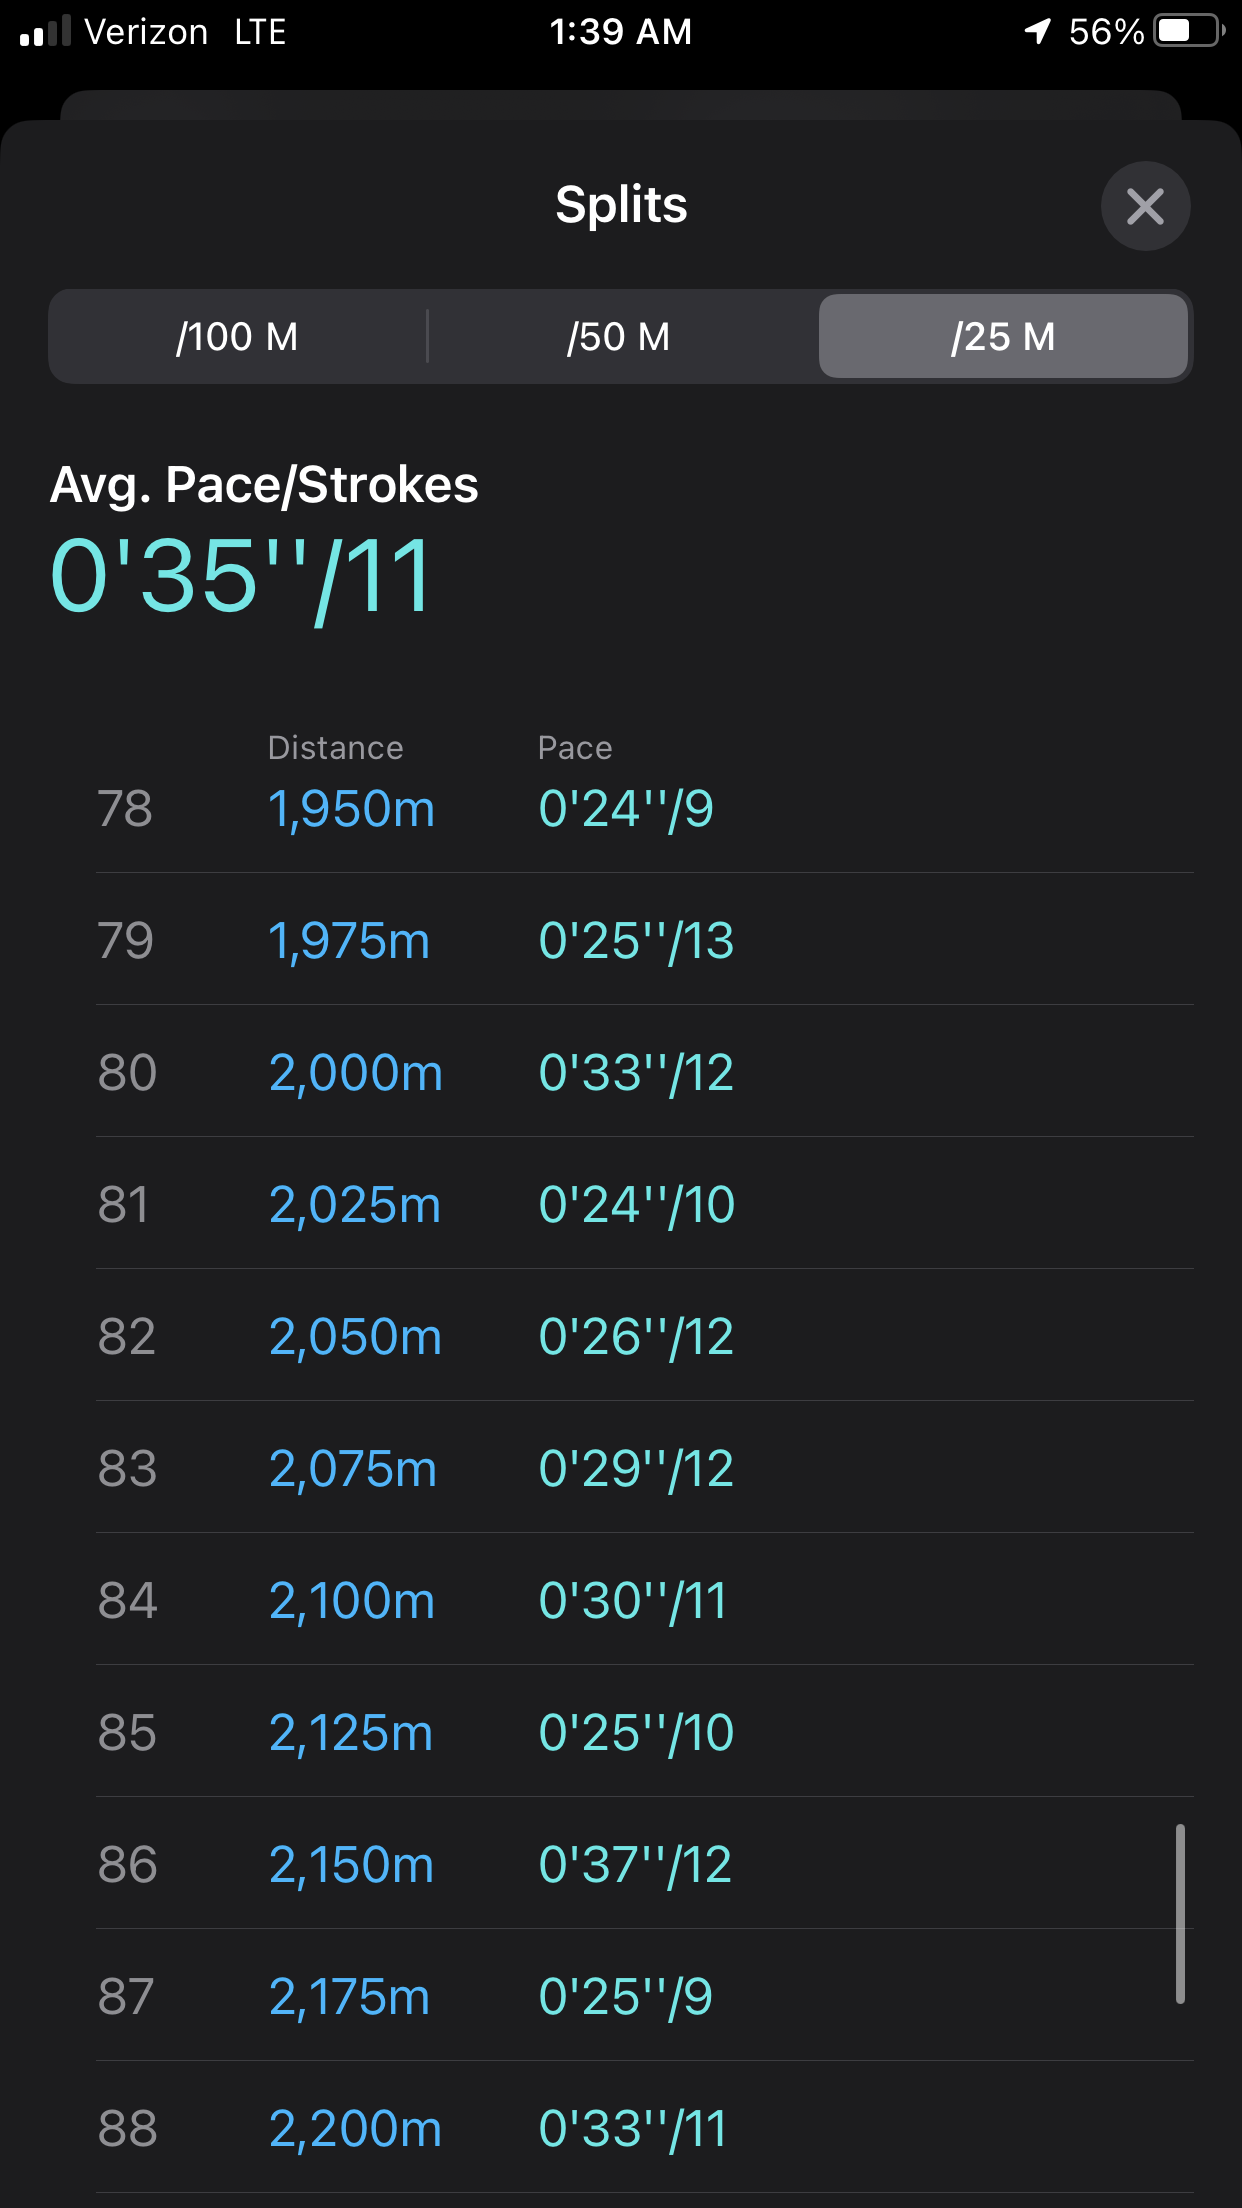 Verizon LTE 1:39 AM 56%
Splits
/100 M /50 M /25 M
Avg. Pace/Strokes
0'35''/11
Distance Pace
78 1,950m 0'24''/9
79 1,975m 0'25''/13
80 2,000m 0'33''/12
81 2,025m 0'24''/10
82 2,050m 0'26''/12
83 2,075m 0'29''/12
84 2,100m 0'30''/11
85 2,125m 0'25''/10
86 2,150m 0'37''/12
87 2,175m 0'25''/9
88 2,200m 0'33''/11